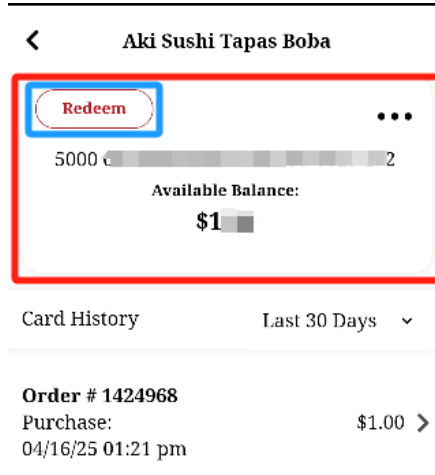 Aki Sushi Tapas Boba
Redeem
5000 2
Available Balance:
$1
Card History Last 30 Days
Order # 1424968
Purchase: $1.00
04/16/25 01:21 pm